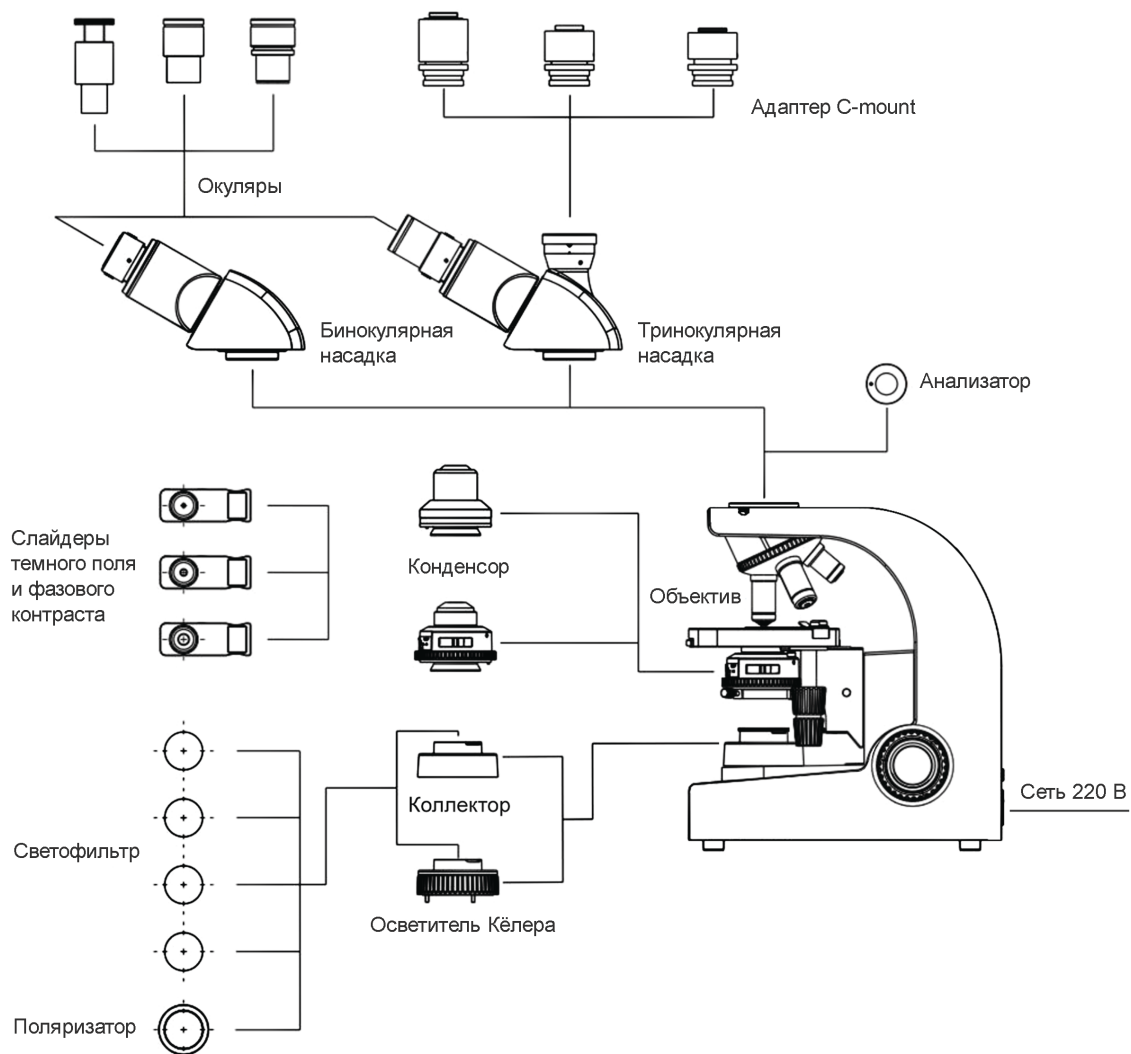 Адаптер C-mount
Окуляры
Бинокулярная
насадка
Тринокулярная
насадка
Анализатор
Слайдеры
темного поля
и фазового
контраста
Конденсор
Объектив
Коллектор
Сеть 220 В
Светофильтр
Осветитель Кёлера
Поляризатор